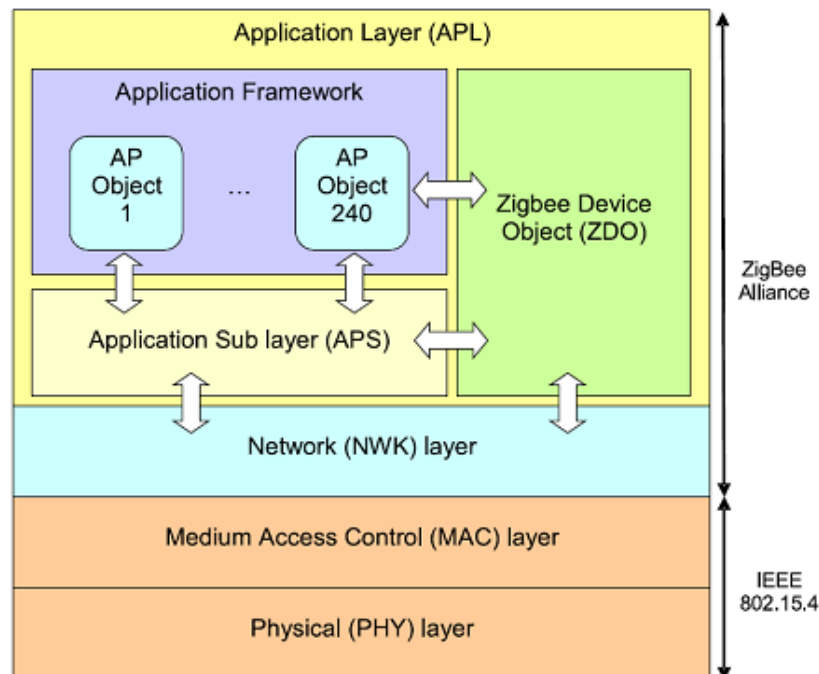 Application Layer (APL)
Application Framework
AP
Object
1
...
AP
Object
240
Zigbee Device
Object (ZDO)
Application Sub layer (APS)
Network (NWK) layer
Medium Access Control (MAC) layer
Physical (PHY) layer
ZigBee
Alliance
IEEE
802.15.4